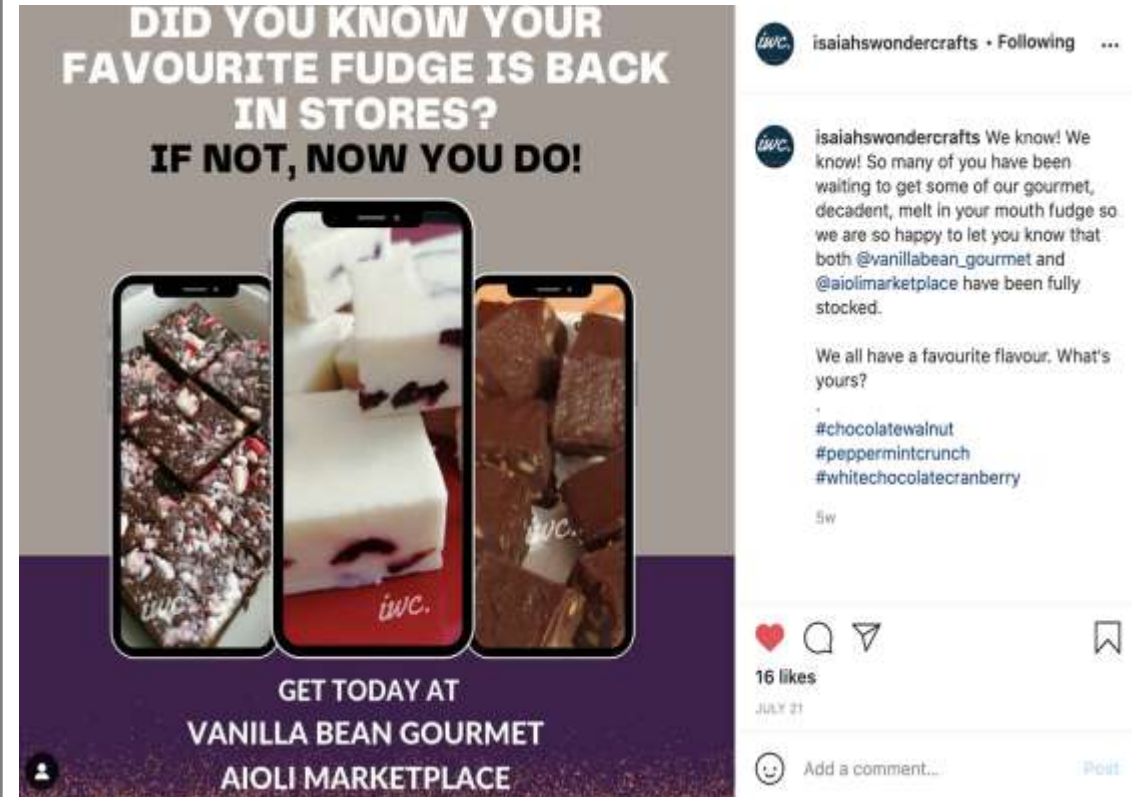 DID YOU KNOW YOUR
FAVOURITE FUDGE IS BACK
IN STORES?
IF NOT, NOW YOU DO!
iwc.
iwc.
iwc.
GET TODAY AT
VANILLA BEAN GOURMET
AIOLI MARKETPLACE
iwc.
isaiahswondercrafts • Following
iwc.
isaiahswondercrafts We know! We
know! So many of you have been
waiting to get some of our gourmet,
decadent, melt in your mouth fudge so
we are so happy to let you know that
both @vanillabean_gourmet and
@aiolimarketplace have been fully
stocked.
We all have a favourite flavour. What's
yours?
.
#chocolatewalnut
#peppermintcrunch
#whitechocolatecranberry
5w
16 likes
JULY 21
Add a comment...
Post